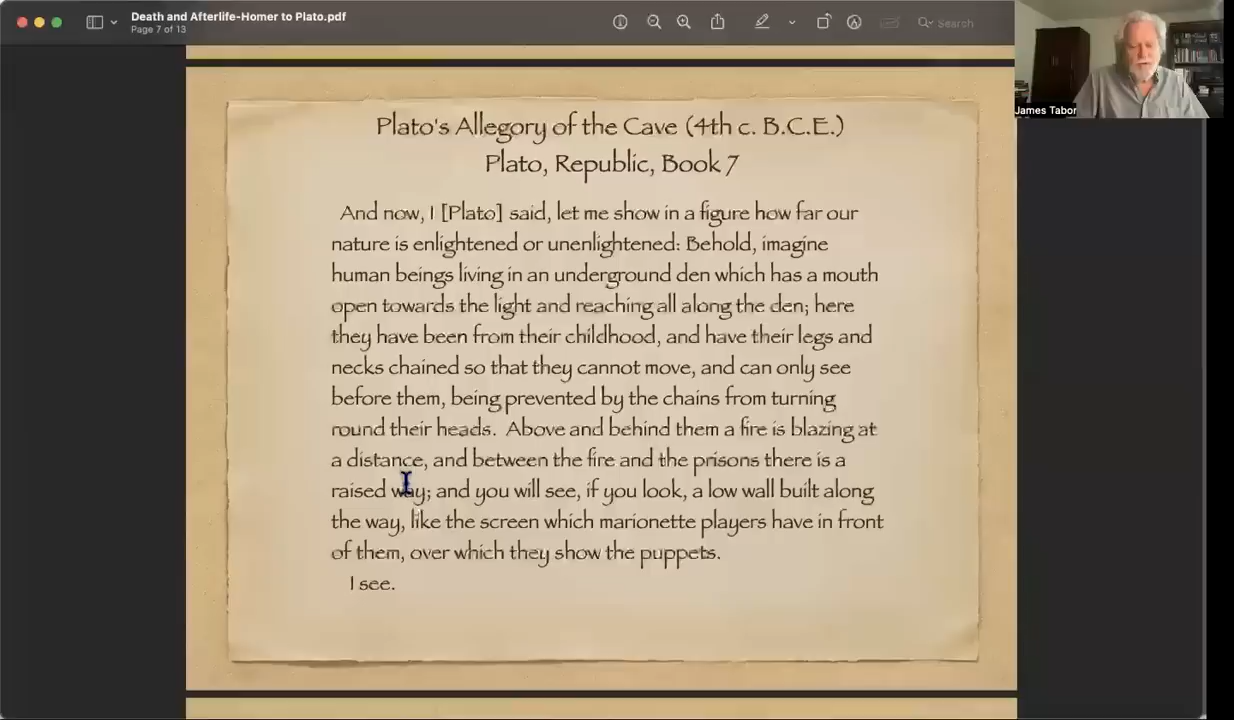 Death and Afterlife-Homer to Plato.pdf
Page 7 of 13
Search
James Tabor
Plato's Allegory of the Cave (4th c. B.C.E.)
Plato, Republic, Book 7
And now, I [Plato] said, let me show in a figure how far our
nature is enlightened or unenlightened: Behold, imagine
human beings living in an underground den which has a mouth
open towards the light and reaching all along the den; here
they have been from their childhood, and have their legs and
necks chained so that they cannot move, and can only see
before them, being prevented by the chains from turning
round their heads. Above and behind them a fire is blazing at
a distance, and between the fire and the prisons there is a
raised way; and you will see, if you look, a low wall built along
the way, like the screen which marionette players have in front
of them, over which they show the puppets.
I see.